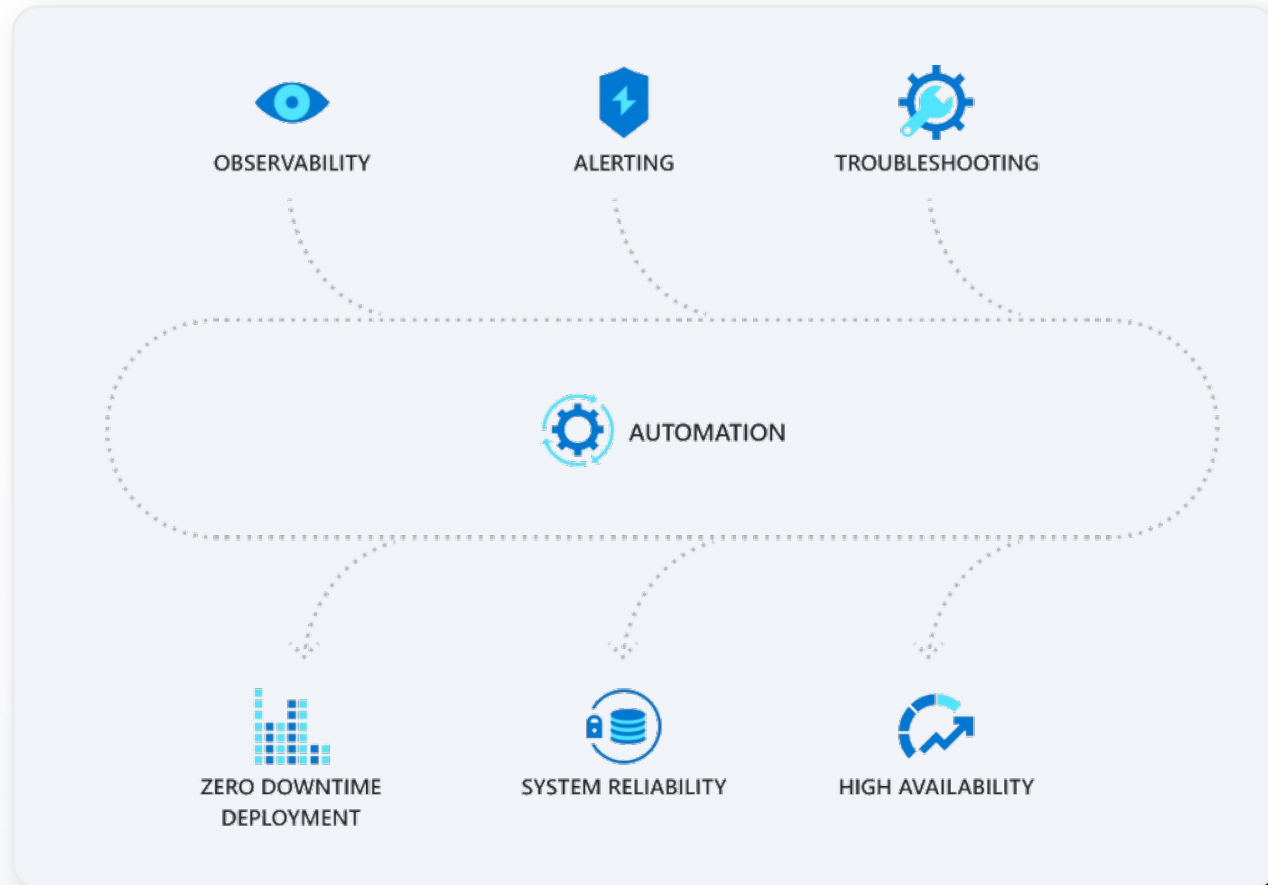 OBSERVABILITY
ALERTING
TROUBLESHOOTING
AUTOMATION
ZERO DOWNTIME
DEPLOYMENT
SYSTEM RELIABILITY
HIGH AVAILABILITY